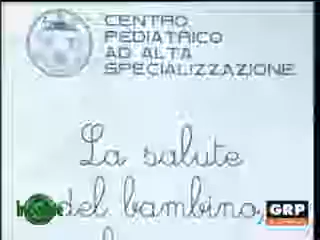 CENTRO
PEDIATRICO
AD ALTA
SPECIALIZZAZIONE
La salute
del bambino,
GRP